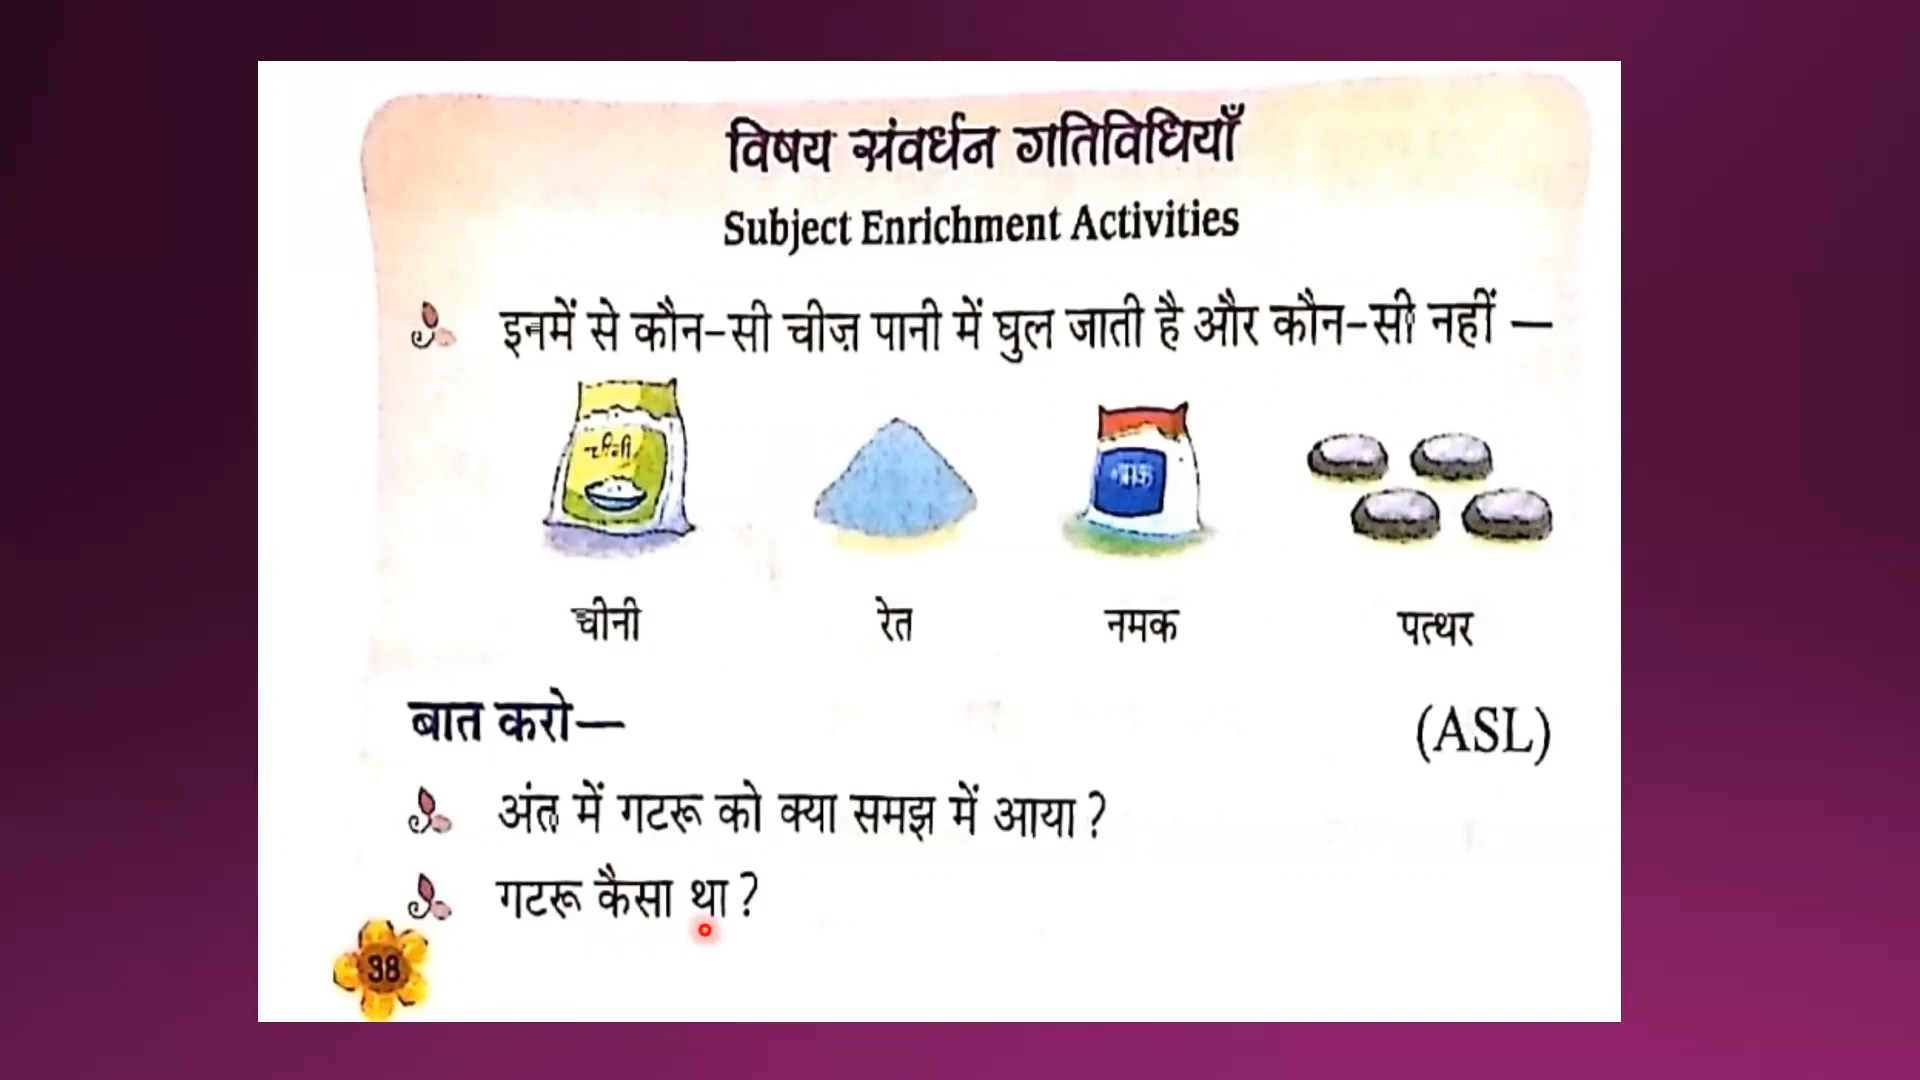 विषय संवर्धन गतिविधियाँ
Subject Enrichment Activities
इनमें से कौन-सी चीज़ पानी में घुल जाती है और कौन-सी नहीं —
चीनी नमक
चीनी रेत नमक पत्थर
बात करो— (ASL)
अंत में गटरू को क्या समझ में आया?
गटरू कैसा था?
38